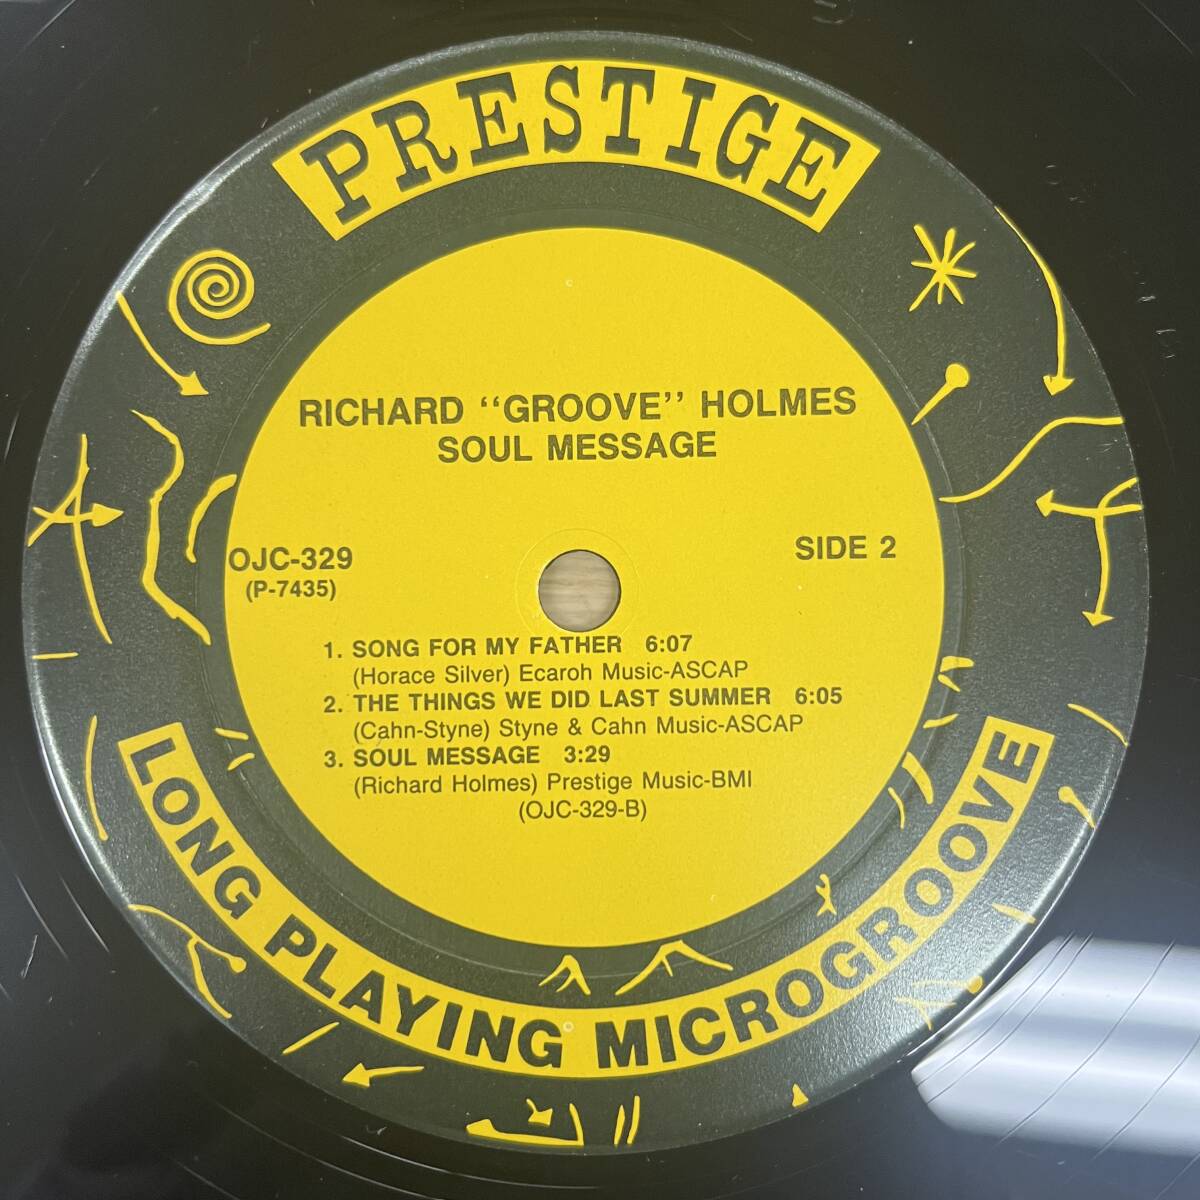 PRESTIGE
RICHARD “GROOVE” HOLMES
SOUL MESSAGE
OJC-329
(P-7435)
SIDE 2
1. SONG FOR MY FATHER 6:07
(Horace Silver) Ecaroh Music-ASCAP
2. THE THINGS WE DID LAST SUMMER 6:05
(Cahn-Styne) Styne & Cahn Music-ASCAP
3. SOUL MESSAGE 3:29
(Richard Holmes) Prestige Music-BMI
(OJC-329-B)
LONG PLAYING MICROGROOVE